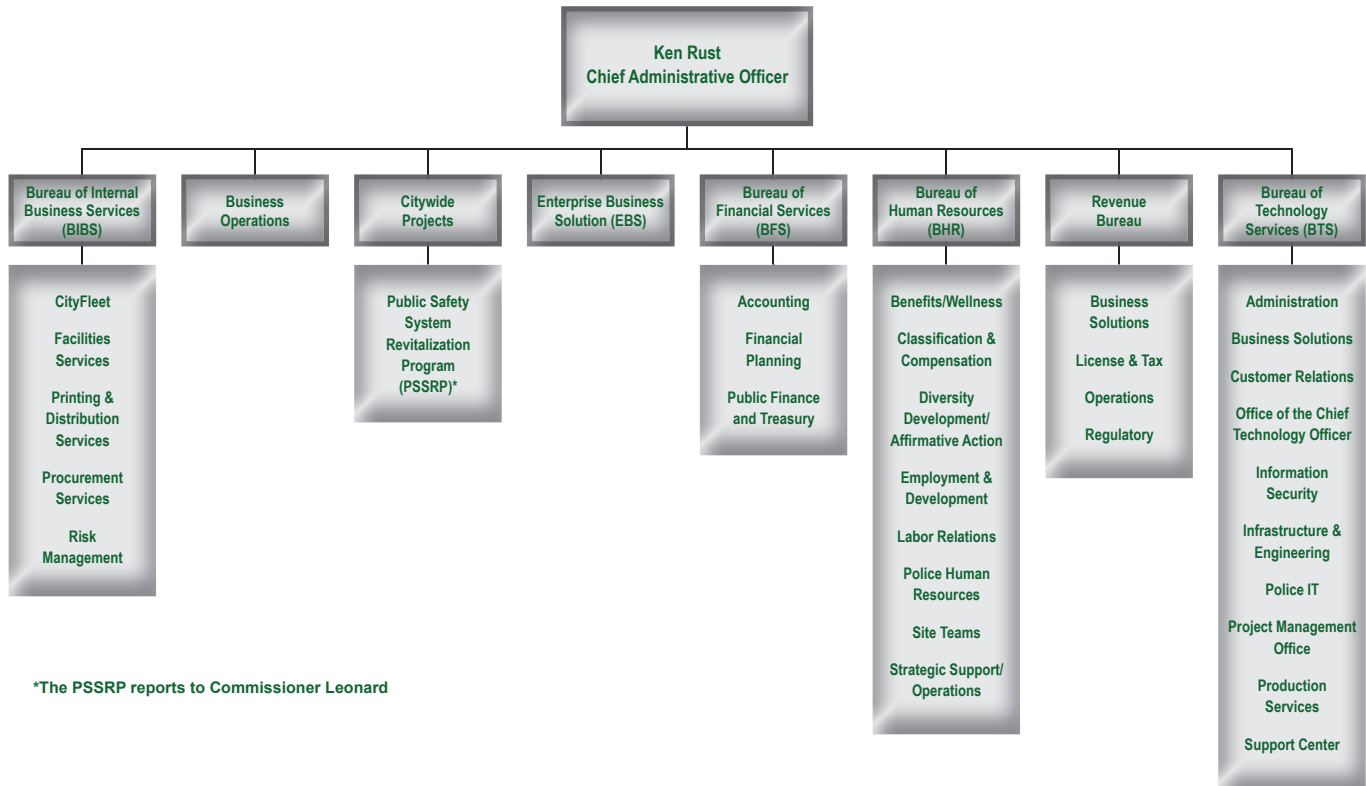 Ken Rust
Chief Administrative Officer
Bureau of Internal
Business Services
(BIBS)
Business
Operations
Citywide
Projects
Enterprise Business
Solution (EBS)
Bureau of
Financial Services
(BFS)
Bureau of
Human Resources
(BHR)
Revenue
Bureau
Bureau of
Technology
Services (BTS)
CityFleet
Facilities
Services
Printing &
Distribution
Services
Procurement
Services
Risk
Management
Public Safety
System
Revitalization
Program
(PSSRP)*
Accounting
Financial
Planning
Public Finance
and Treasury
Benefits/Wellness
Classification &
Compensation
Diversity
Development/
Affirmative Action
Employment &
Development
Labor Relations
Police Human
Resources
Site Teams
Strategic Support/
Operations
Business
Solutions
License & Tax
Operations
Regulatory
Administration
Business Solutions
Customer Relations
Office of the Chief
Technology Officer
Information
Security
Infrastructure &
Engineering
Police IT
Project Management
Office
Production
Services
Support Center
*The PSSRP reports to Commissioner Leonard